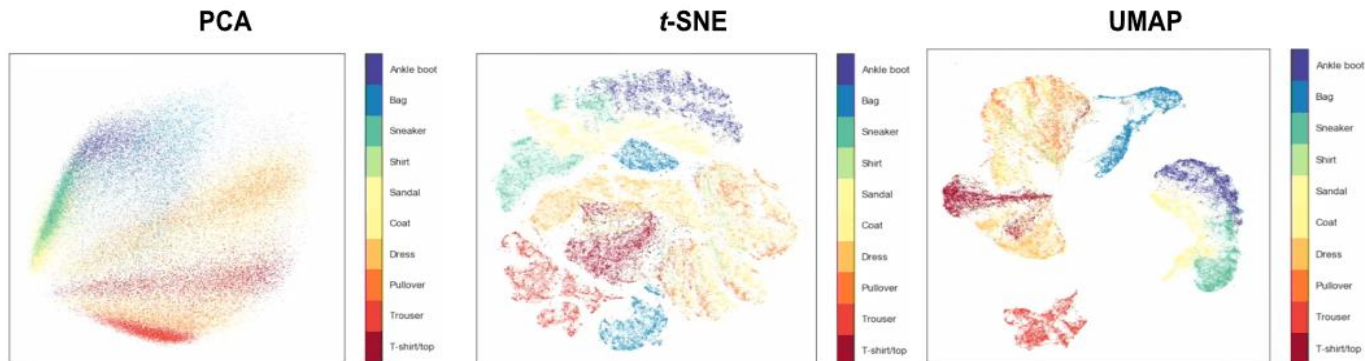 PCA
Ankle boot
Bag
Sneaker
Shirt
Sandal
Coat
Dress
Pullover
Trouser
T-shirt/top
t-SNE
Ankle boot
Bag
Sneaker
Shirt
Sandal
Coat
Dress
Pullover
Trouser
T-shirt/top
UMAP
Ankle boot
Bag
Sneaker
Shirt
Sandal
Coat
Dress
Pullover
Trouser
T-shirt/top